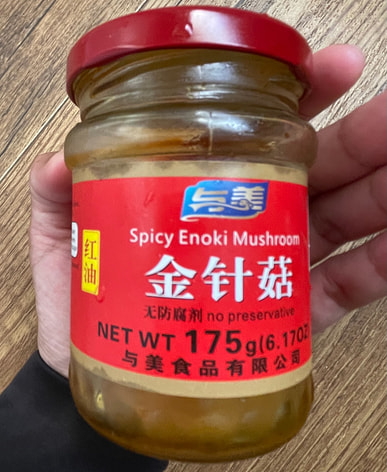 与美
Spicy Enoki Mushroom
红油
金针菇
无防腐剂 no preservative
NET WT 175g(6.17OZ)
与美食品有限公司